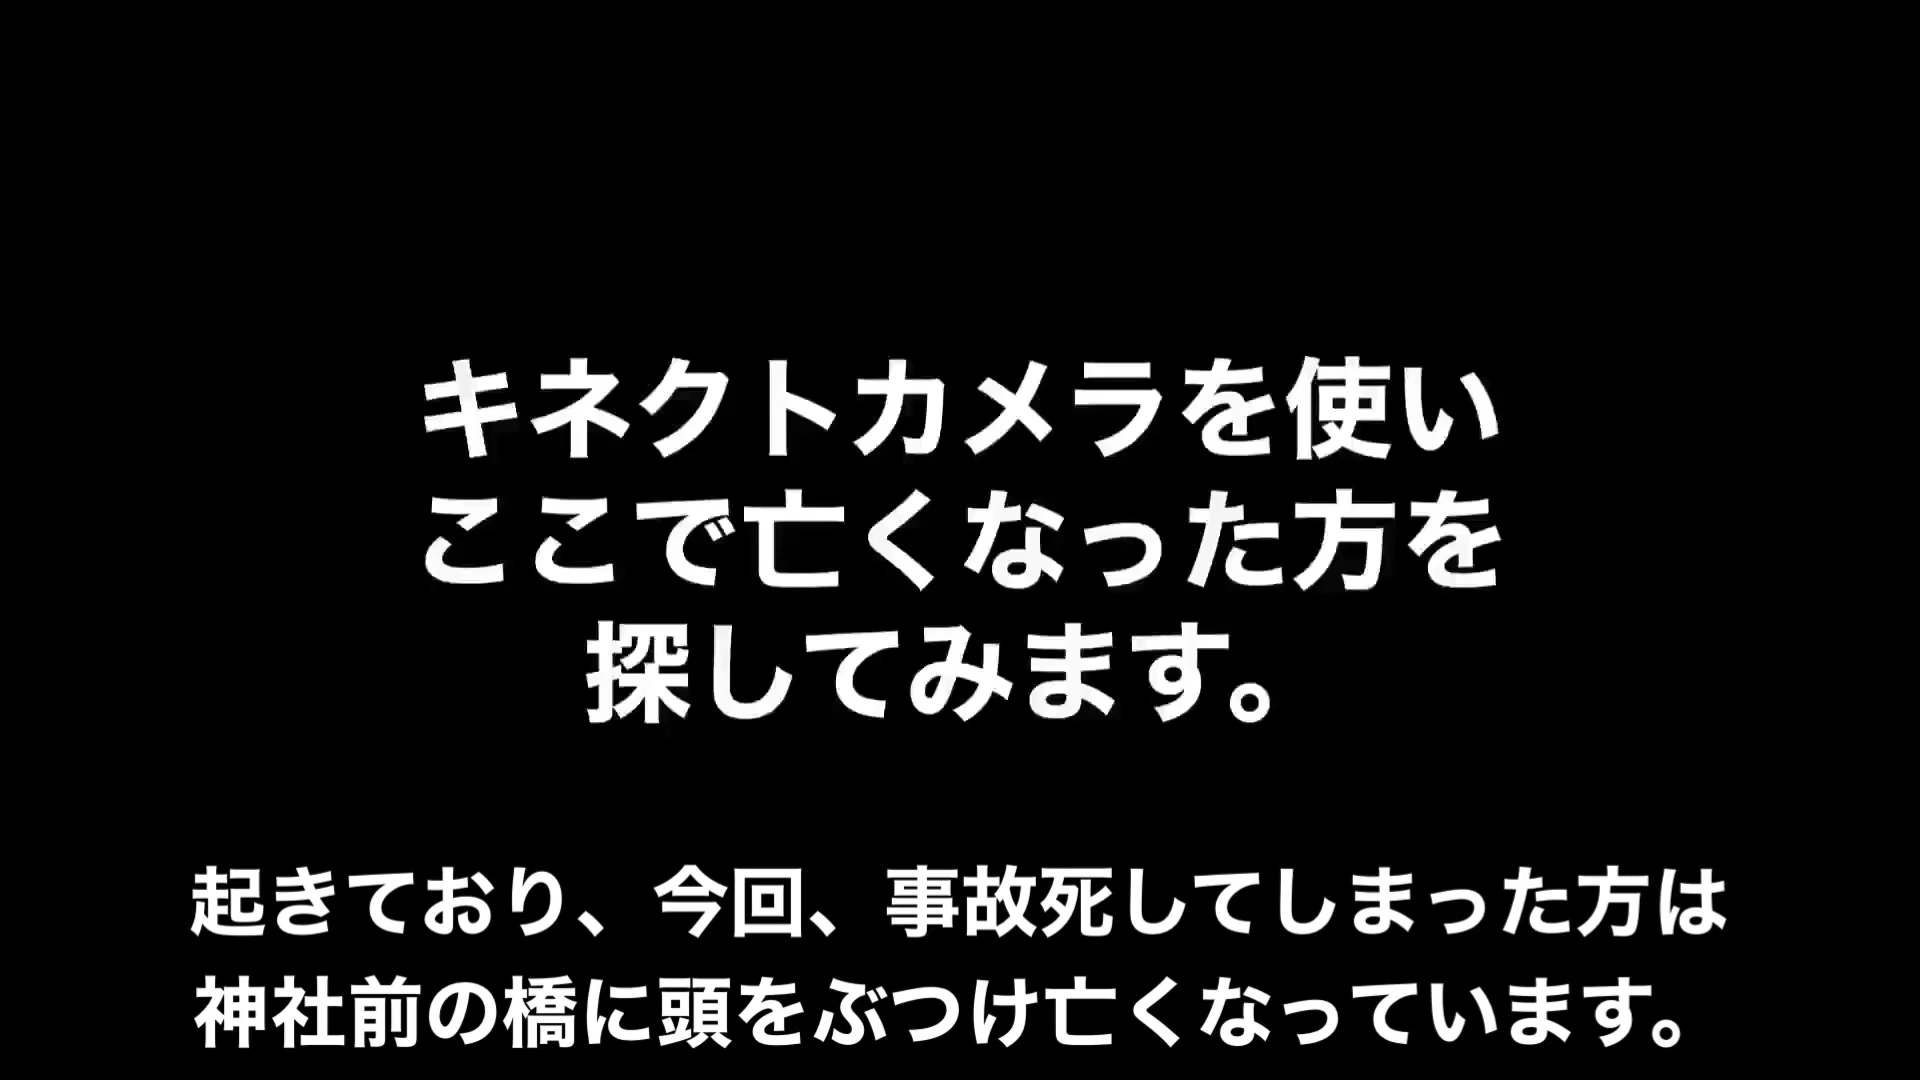 キネクトカメラを使い
ここで亡くなった方を
探してみます。
起きており、今回、事故死してしまった方は
神社前の橋に頭をぶつけ亡くなっています。